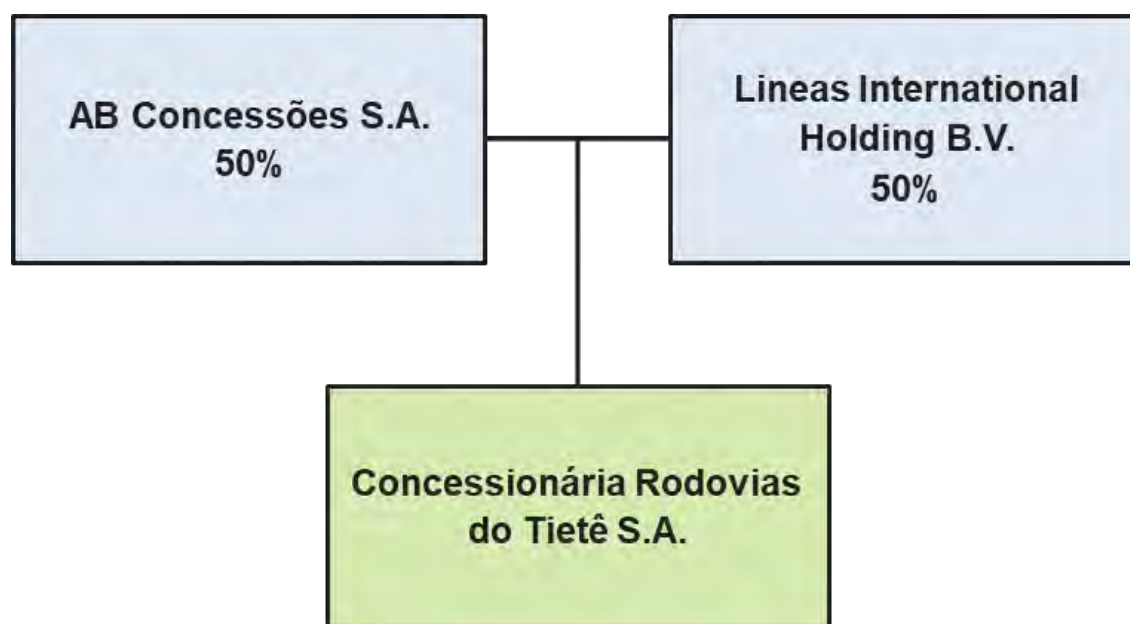 AB Concessões S.A.
50%
Lineas International
Holding B.V.
50%
Concessionária Rodovias
do Tietê S.A.